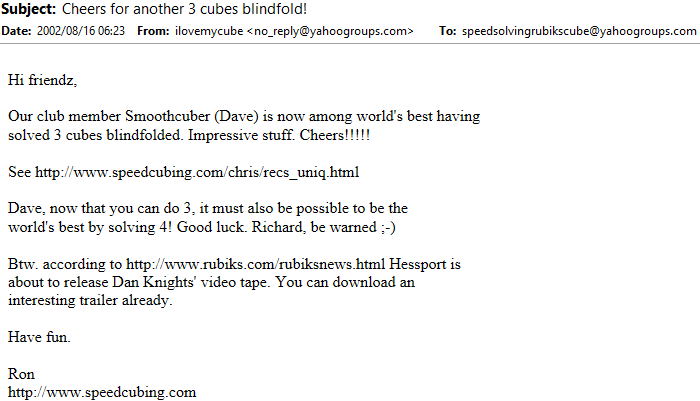 Subject: Cheers for another 3 cubes blindfold!
Date: 2002/08/16 06:23 From: ilovemycube <no_reply@yahoogroups.com> To: speedsolvingrubikscube@yahoogroups.com
Hi friendz,
Our club member Smoothcuber (Dave) is now among world's best having
solved 3 cubes blindfolded. Impressive stuff. Cheers!!!!!
See http://www.speedcubing.com/chris/recs_uniq.html
Dave, now that you can do 3, it must also be possible to be the
world's best by solving 4! Good luck. Richard, be warned ;-)
Btw. according to http://www.rubiks.com/rubiksnews.html Hessport is
about to release Dan Knights' video tape. You can download an
interesting trailer already.
Have fun.
Ron
http://www.speedcubing.com